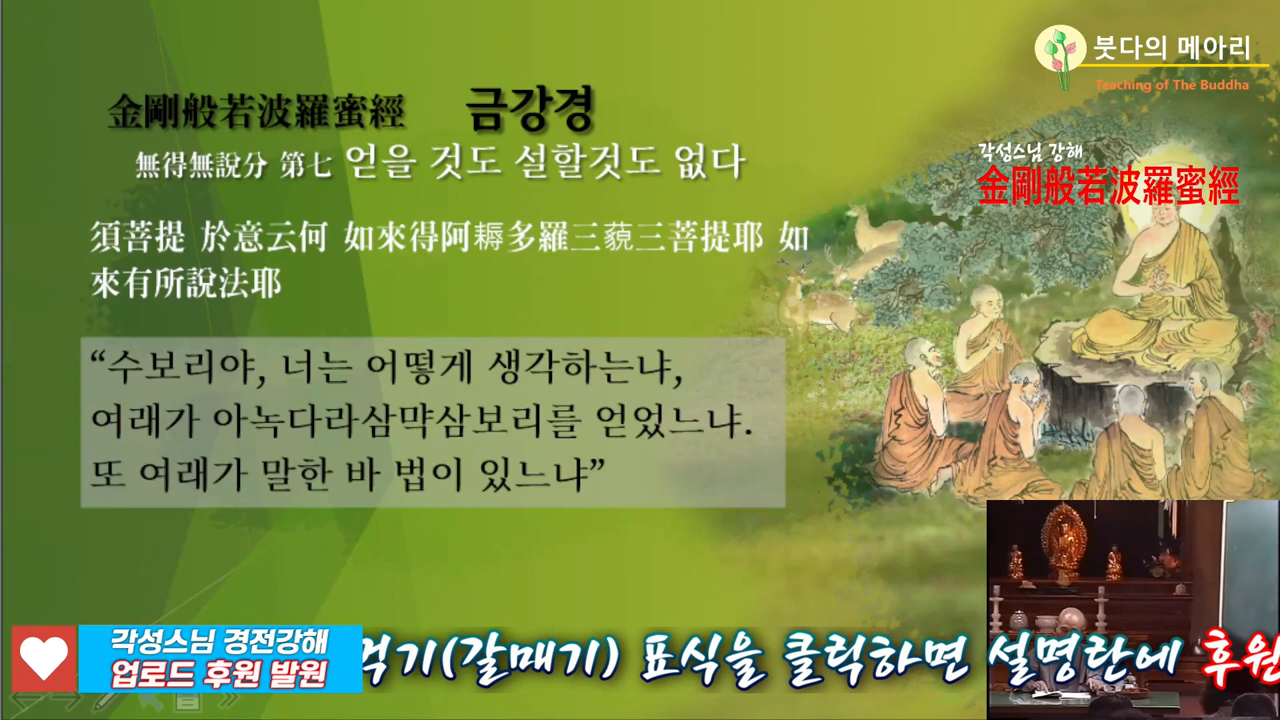 붓다의 메아리
Teaching of The Buddha
각성스님 강해
金剛般若波羅蜜經
金剛般若波羅蜜經 금강경
無得無說分 第七 얻을 것도 설할것도 없다
須菩提 於意云何 如來得阿耨多羅三藐三菩提耶 如
來有所說法耶
“수보리야, 너는 어떻게 생각하는냐,
여래가 아녹다라삼먁삼보리를 얻었느냐.
또 여래가 말한 바 법이 있느냐”
각성스님 경전강해
업로드 후원 발원
먹기(갈매기) 표식을 클릭하면 설명란에 후원